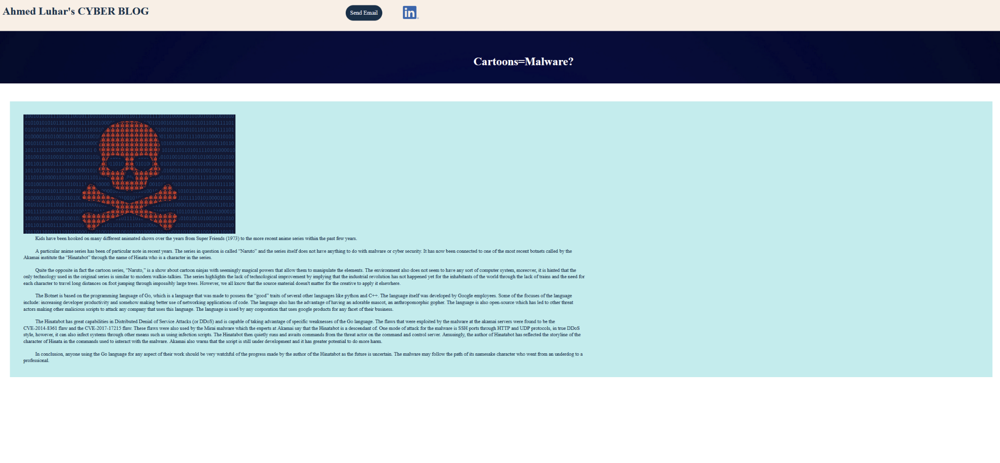 Ahmed Luhar's CYBER BLOG
Send Email
in
Cartoons=Malware?
Kids have been hooked on many different animated shows over the years from Super Friends (1973) to the more recent anime series within the past few years.
A particular anime series has been of particular note in recent years. The series in question is called “Naruto” and the series itself does not have anything to do with malware or cyber security. It has now been connected to one of the most recent botnets called by the
Akamai institute the “Hinatabot” through the name of Hinata who is a character in the series.
Quite the opposite in fact the cartoon series, “Naruto,” is a show about cartoon ninjas with seemingly magical powers that allow them to manipulate the elements. The environment also does not seem to have any sort of computer system, moreover, it is hinted that the
only technology used in the original series is similar to modern walkie-talkies. The series highlights the lack of technological improvement by implying that the industrial revolution has not happened yet for the inhabitants of the world through the lack of trains and the need for
each character to travel long distances on foot jumping through impossibly large trees. However, we all know that the source material doesn't matter for the creative to apply it elsewhere.
The Botnet is based on the programming language of Go, which is a language that was made to possess the “good” traits of several other languages like python and C++. The language itself was developed by Google employees. Some of the focuses of the language
include: increasing developer productivity and somehow making better use of networking applications of code. The language also has the advantage of having an adorable mascot, an anthropomorphic gopher. The language is also open-source which has led to other threat
actors making other malicious scripts to attack any company that uses this language. The language is used by any corporation that uses google products for any facet of their business.
The Hinatabot has great capabilities in Distributed Denial of Service Attacks (or DDoS) and is capable of taking advantage of specific weaknesses of the Go language. The flaws that were exploited by the malware at the akamai servers were found to be the
CVE-2014-8361 flaw and the CVE-2017-17215 flaw. These flaws were also used by the Mirai malware which the experts at Akamai say that the Hinatabot is a descendant of. One mode of attack for the malware is SSH ports through HTTP and UDP protocols, in true DDoS
style, however, it can also infect systems through other means such as using infection scripts. The Hinatabot then quietly runs and awaits commands from the threat actor on the command and control server. Amusingly, the author of Hinatabot has reflected the storyline of the
character of Hinata in the commands used to interact with the malware. Akamai also warns that the script is still under development and it has greater potential to do more harm.
In conclusion, anyone using the Go language for any aspect of their work should be very watchful of the progress made by the author of the Hinatabot as the future is uncertain. The malware may follow the path of its namesake character who went from an underdog to a
professional.